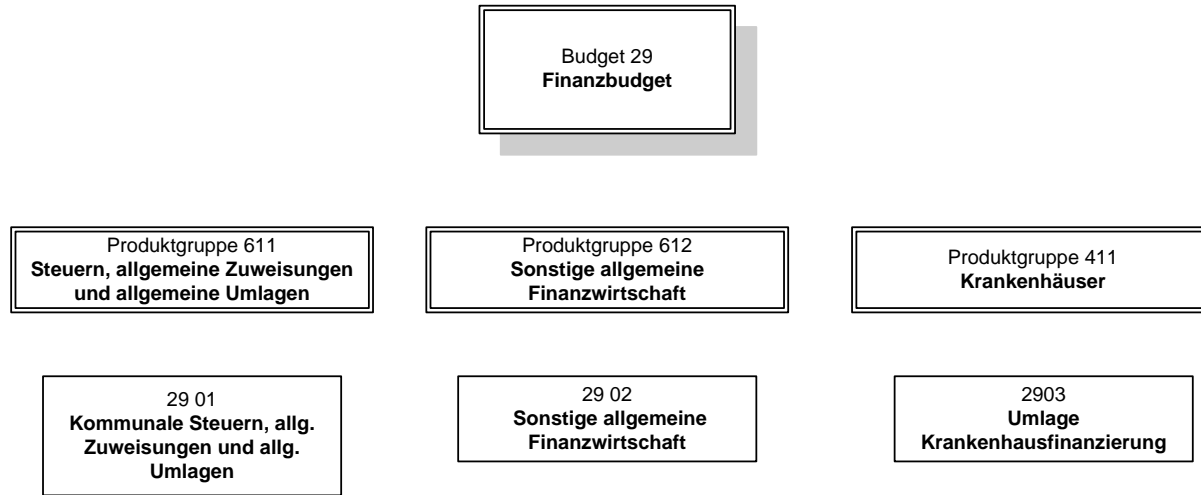 Budget 29
Finanzbudget
Produktgruppe 611
Steuern, allgemeine Zuweisungen
und allgemeine Umlagen
Produktgruppe 612
Sonstige allgemeine
Finanzwirtschaft
Produktgruppe 411
Krankenhäuser
29 01
Kommunale Steuern, allg.
Zuweisungen und allg.
Umlagen
29 02
Sonstige allgemeine
Finanzwirtschaft
2903
Umlage
Krankenhausfinanzierung